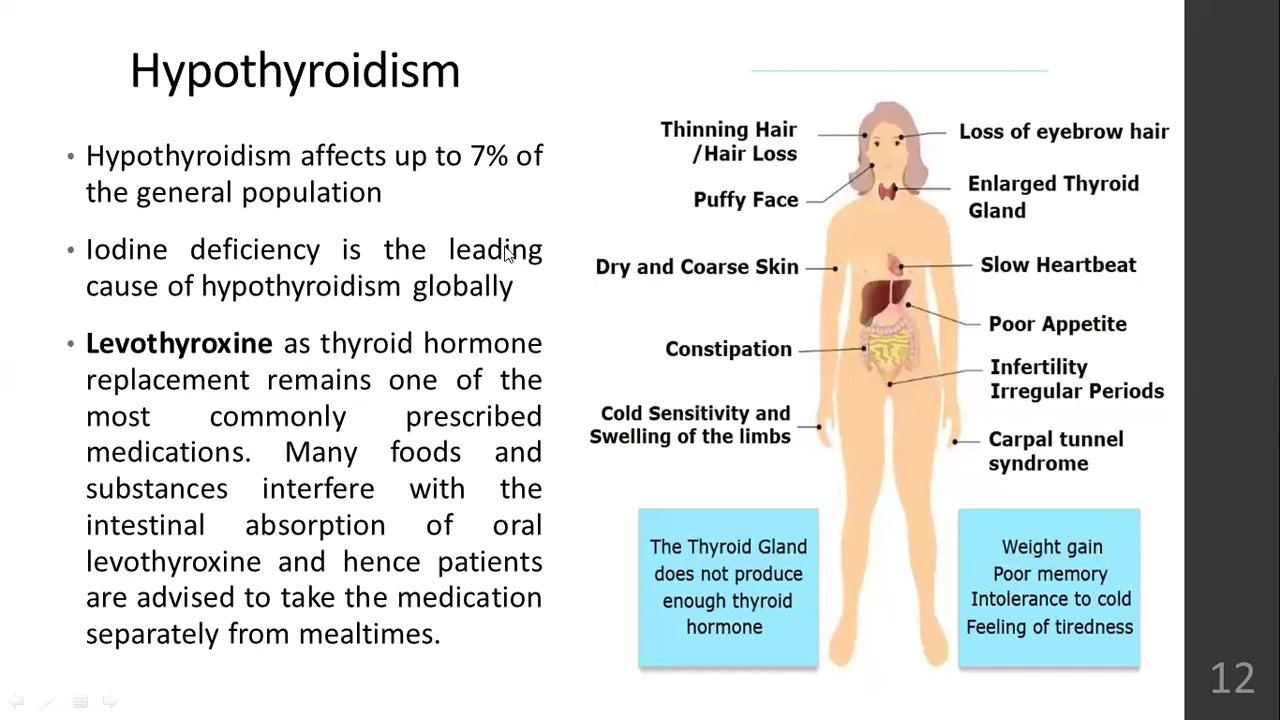 Hypothyroidism
• Hypothyroidism affects up to 7% of
the general population
• Iodine deficiency is the leading
cause of hypothyroidism globally
• Levothyroxine as thyroid hormone
replacement remains one of the
most commonly prescribed
medications. Many foods and
substances interfere with the
intestinal absorption of oral
levothyroxine and hence patients
are advised to take the medication
separately from mealtimes.
Thinning Hair
/Hair Loss
Puffy Face
Dry and Coarse Skin
Constipation
Cold Sensitivity and
Swelling of the limbs
Loss of eyebrow hair
Enlarged Thyroid
Gland
Slow Heartbeat
Poor Appetite
Infertility
Irregular Periods
Carpal tunnel
syndrome
The Thyroid Gland
does not produce
enough thyroid
hormone
Weight gain
Poor memory
Intolerance to cold
Feeling of tiredness
12